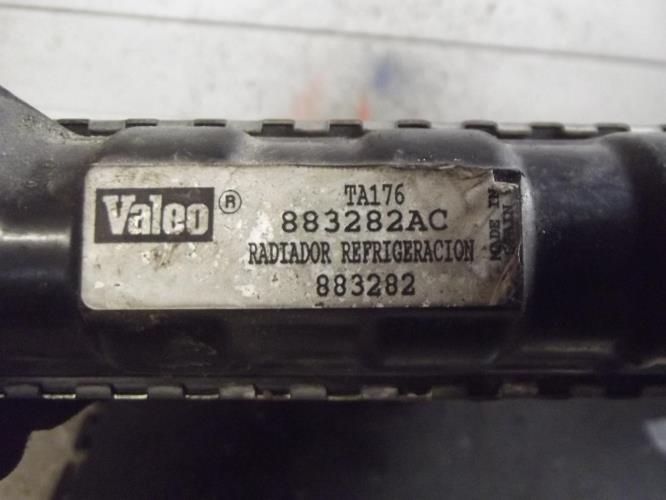 Valeo ®
TA176
883282AC
RADIADOR REFRIGERACION
883282
MADE IN
SPAIN